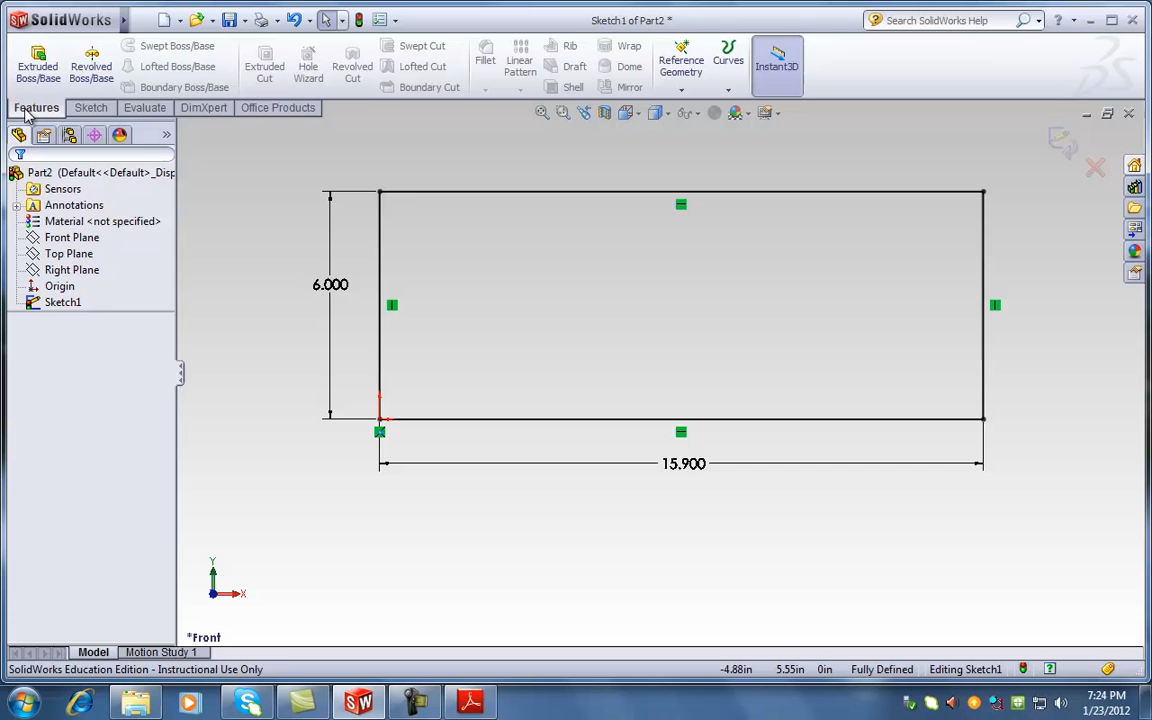 SW SolidWorks
Sketch1 of Part2 *
Search SolidWorks Help
?
Extruded Boss/Base
Revolved Boss/Base
Swept Boss/Base
Lofted Boss/Base
Boundary Boss/Base
Extruded Cut
Hole Wizard
Revolved Cut
Swept Cut
Lofted Cut
Boundary Cut
Fillet
Linear Pattern
Rib
Draft
Shell
Wrap
Dome
Mirror
Reference Geometry
Curves
Instant3D
Features
Sketch
Evaluate
DimXpert
Office Products
Part2 (Default<<Default>_Disp
Sensors
A Annotations
Material <not specified>
Front Plane
Top Plane
Right Plane
Origin
Sketch1
6.000
15.900
Y
X
*Front
Model
Motion Study 1
SolidWorks Education Edition - Instructional Use Only
-4.88in
5.55in
0in
Fully Defined
Editing Sketch1
?
SW
7:24 PM
1/23/2012